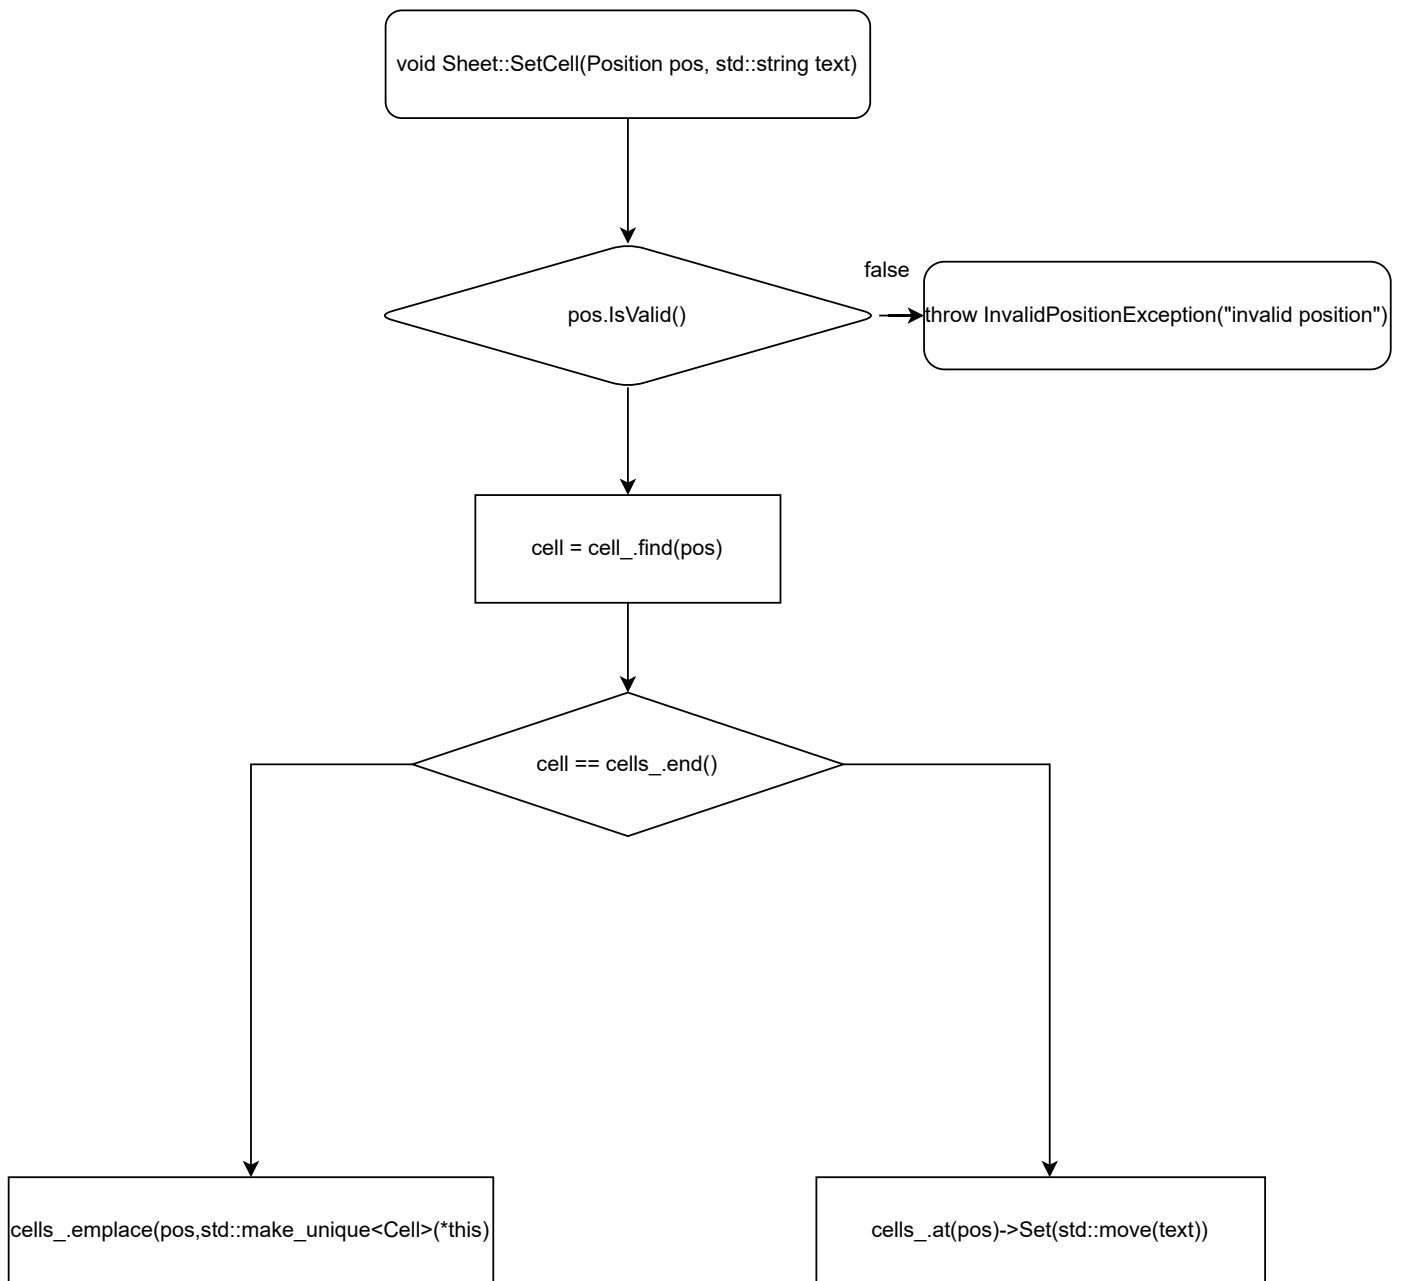 void Sheet::SetCell(Position pos, std::string text)
false
pos.IsValid()
throw InvalidPositionException("invalid position")
cell = cell_.find(pos)
cell == cells_.end()
cells_.emplace(pos,std::make_unique<Cell>(*this)
cells_.at(pos)->Set(std::move(text))